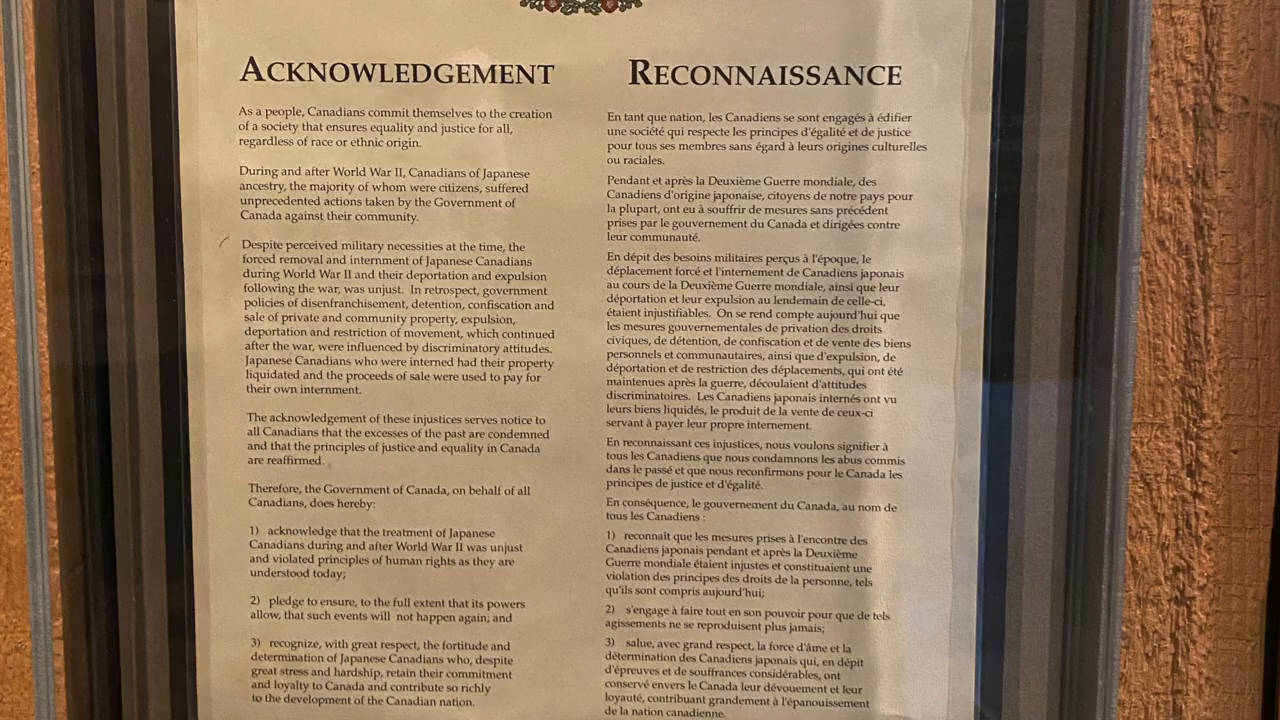 ACKNOWLEDGEMENT
As a people, Canadians commit themselves to the creation
of a society that ensures equality and justice for all,
regardless of race or ethnic origin.
During and after World War II, Canadians of Japanese
ancestry, the majority of whom were citizens, suffered
unprecedented actions taken by the Government of
Canada against their community.
Despite perceived military necessities at the time, the
forced removal and internment of Japanese Canadians
during World War II and their deportation and expulsion
following the war, was unjust. In retrospect, government
policies of disenfranchisement, detention, confiscation and
sale of private and community property, expulsion,
deportation and restriction of movement, which continued
after the war, were influenced by discriminatory attitudes.
Japanese Canadians who were interned had their property
liquidated and the proceeds of sale were used to pay for
their own internment.
The acknowledgement of these injustices serves notice to
all Canadians that the excesses of the past are condemned
and that the principles of justice and equality in Canada
are reaffirmed.
Therefore, the Government of Canada, on behalf of all
Canadians, does hereby:
1) acknowledge that the treatment of Japanese
Canadians during and after World War II was unjust
and violated principles of human rights as they are
understood today;
2) pledge to ensure, to the full extent that its powers
allow, that such events will not happen again; and
3) recognize, with great respect, the fortitude and
determination of Japanese Canadians who, despite
great stress and hardship, retain their commitment
and loyalty to Canada and contribute so richly
to the development of the Canadian nation.
RECONNAISSANCE
En tant que nation, les Canadiens se sont engagés à édifier
une société qui respecte les principes d'égalité et de justice
pour tous ses membres sans égard à leurs origines culturelles
ou raciales.
Pendant et après la Deuxième Guerre mondiale, des
Canadiens d'origine japonaise, citoyens de notre pays pour
la plupart, ont eu à souffrir de mesures sans précédent
prises par le gouvernement du Canada et dirigées contre
leur communauté.
En dépit des besoins militaires perçus à l'époque, le
déplacement forcé et l'internement de Canadiens japonais
au cours de la Deuxième Guerre mondiale, ainsi que leur
déportation et leur expulsion au lendemain de celle-ci,
étaient injustifiables. On se rend compte aujourd'hui que
les mesures gouvernementales de privation des droits
civiques, de détention, de confiscation et de vente des biens
personnels et communautaires, ainsi que d'expulsion, de
déportation et de restriction des déplacements, qui ont été
maintenues après la guerre, découlaient d'attitudes
discriminatoires. Les Canadiens japonais internés ont vu
leurs biens liquidés, le produit de la vente de ceux-ci
servant à payer leur propre internement.
En reconnaissant ces injustices, nous voulons signifier à
tous les Canadiens que nous condamnons les abus commis
dans le passé et que nous reconfirmons pour le Canada les
principes de justice et d'égalité.
En conséquence, le gouvernement du Canada, au nom de
tous les Canadiens :
1) reconnaît que les mesures prises à l'encontre des
Canadiens japonais pendant et après la Deuxième
Guerre mondiale étaient injustes et constituaient une
violation des principes des droits de la personne, tels
qu'ils sont compris aujourd'hui;
2) s'engage à faire tout en son pouvoir pour que de tels
agissements ne se reproduisent plus jamais;
3) salue, avec grand respect, la force d'âme et la
détermination des Canadiens japonais qui, en dépit
d'épreuves et de souffrances considérables, ont
conservé envers le Canada leur dévouement et leur
loyauté, contribuant grandement à l'épanouissement
de la nation canadienne.